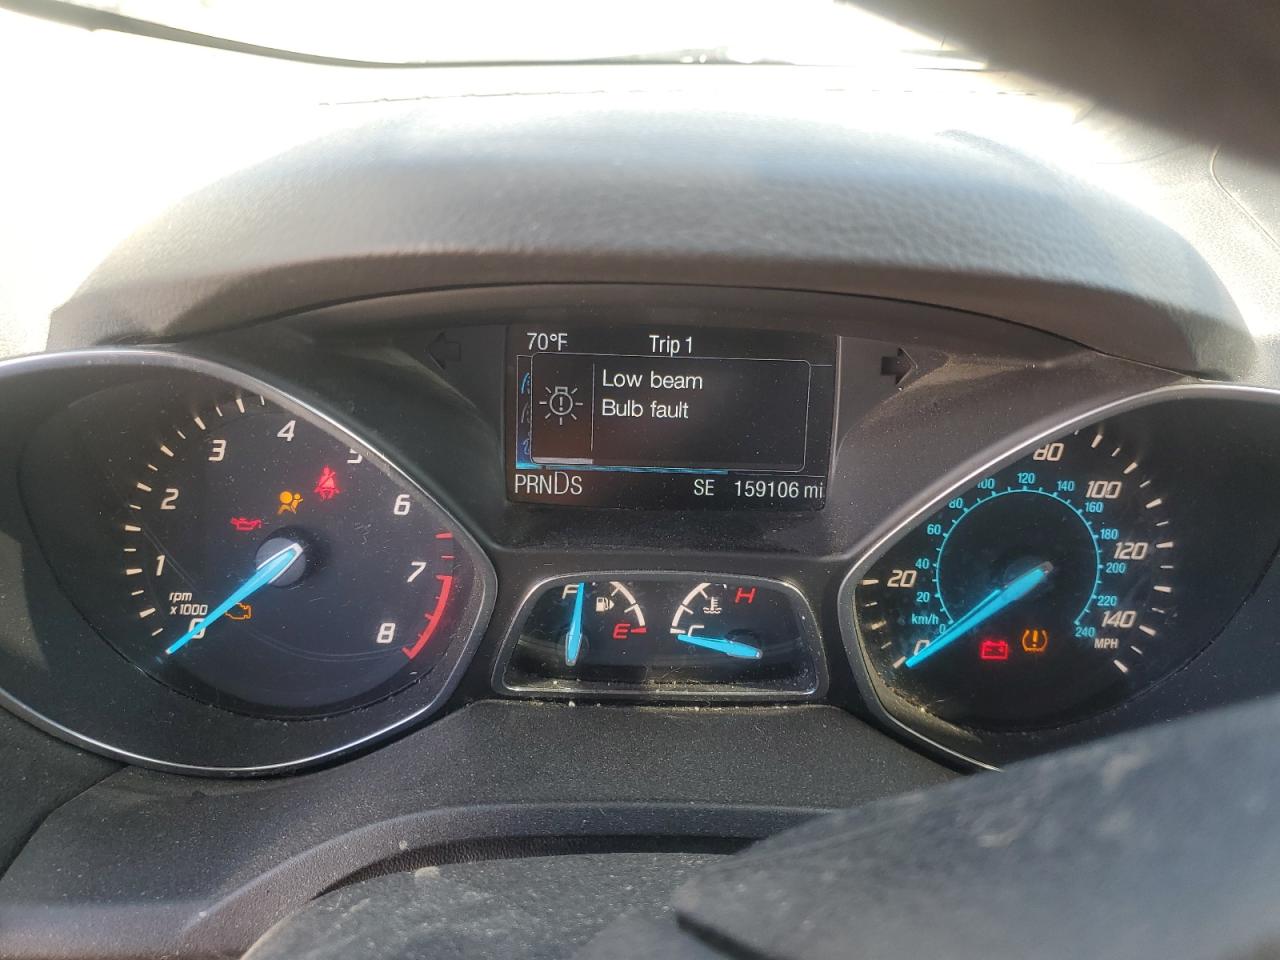 70°F Trip 1
Low beam
Bulb fault
PRNDS SE 159106 mi
0 1 2 3 4 5 6 7 8
rpm
x1000
F E
C H
0 20 80 100 120 140
MPH
0 20 40 60 80 100 120 140 160 180 200 220 240
km/h